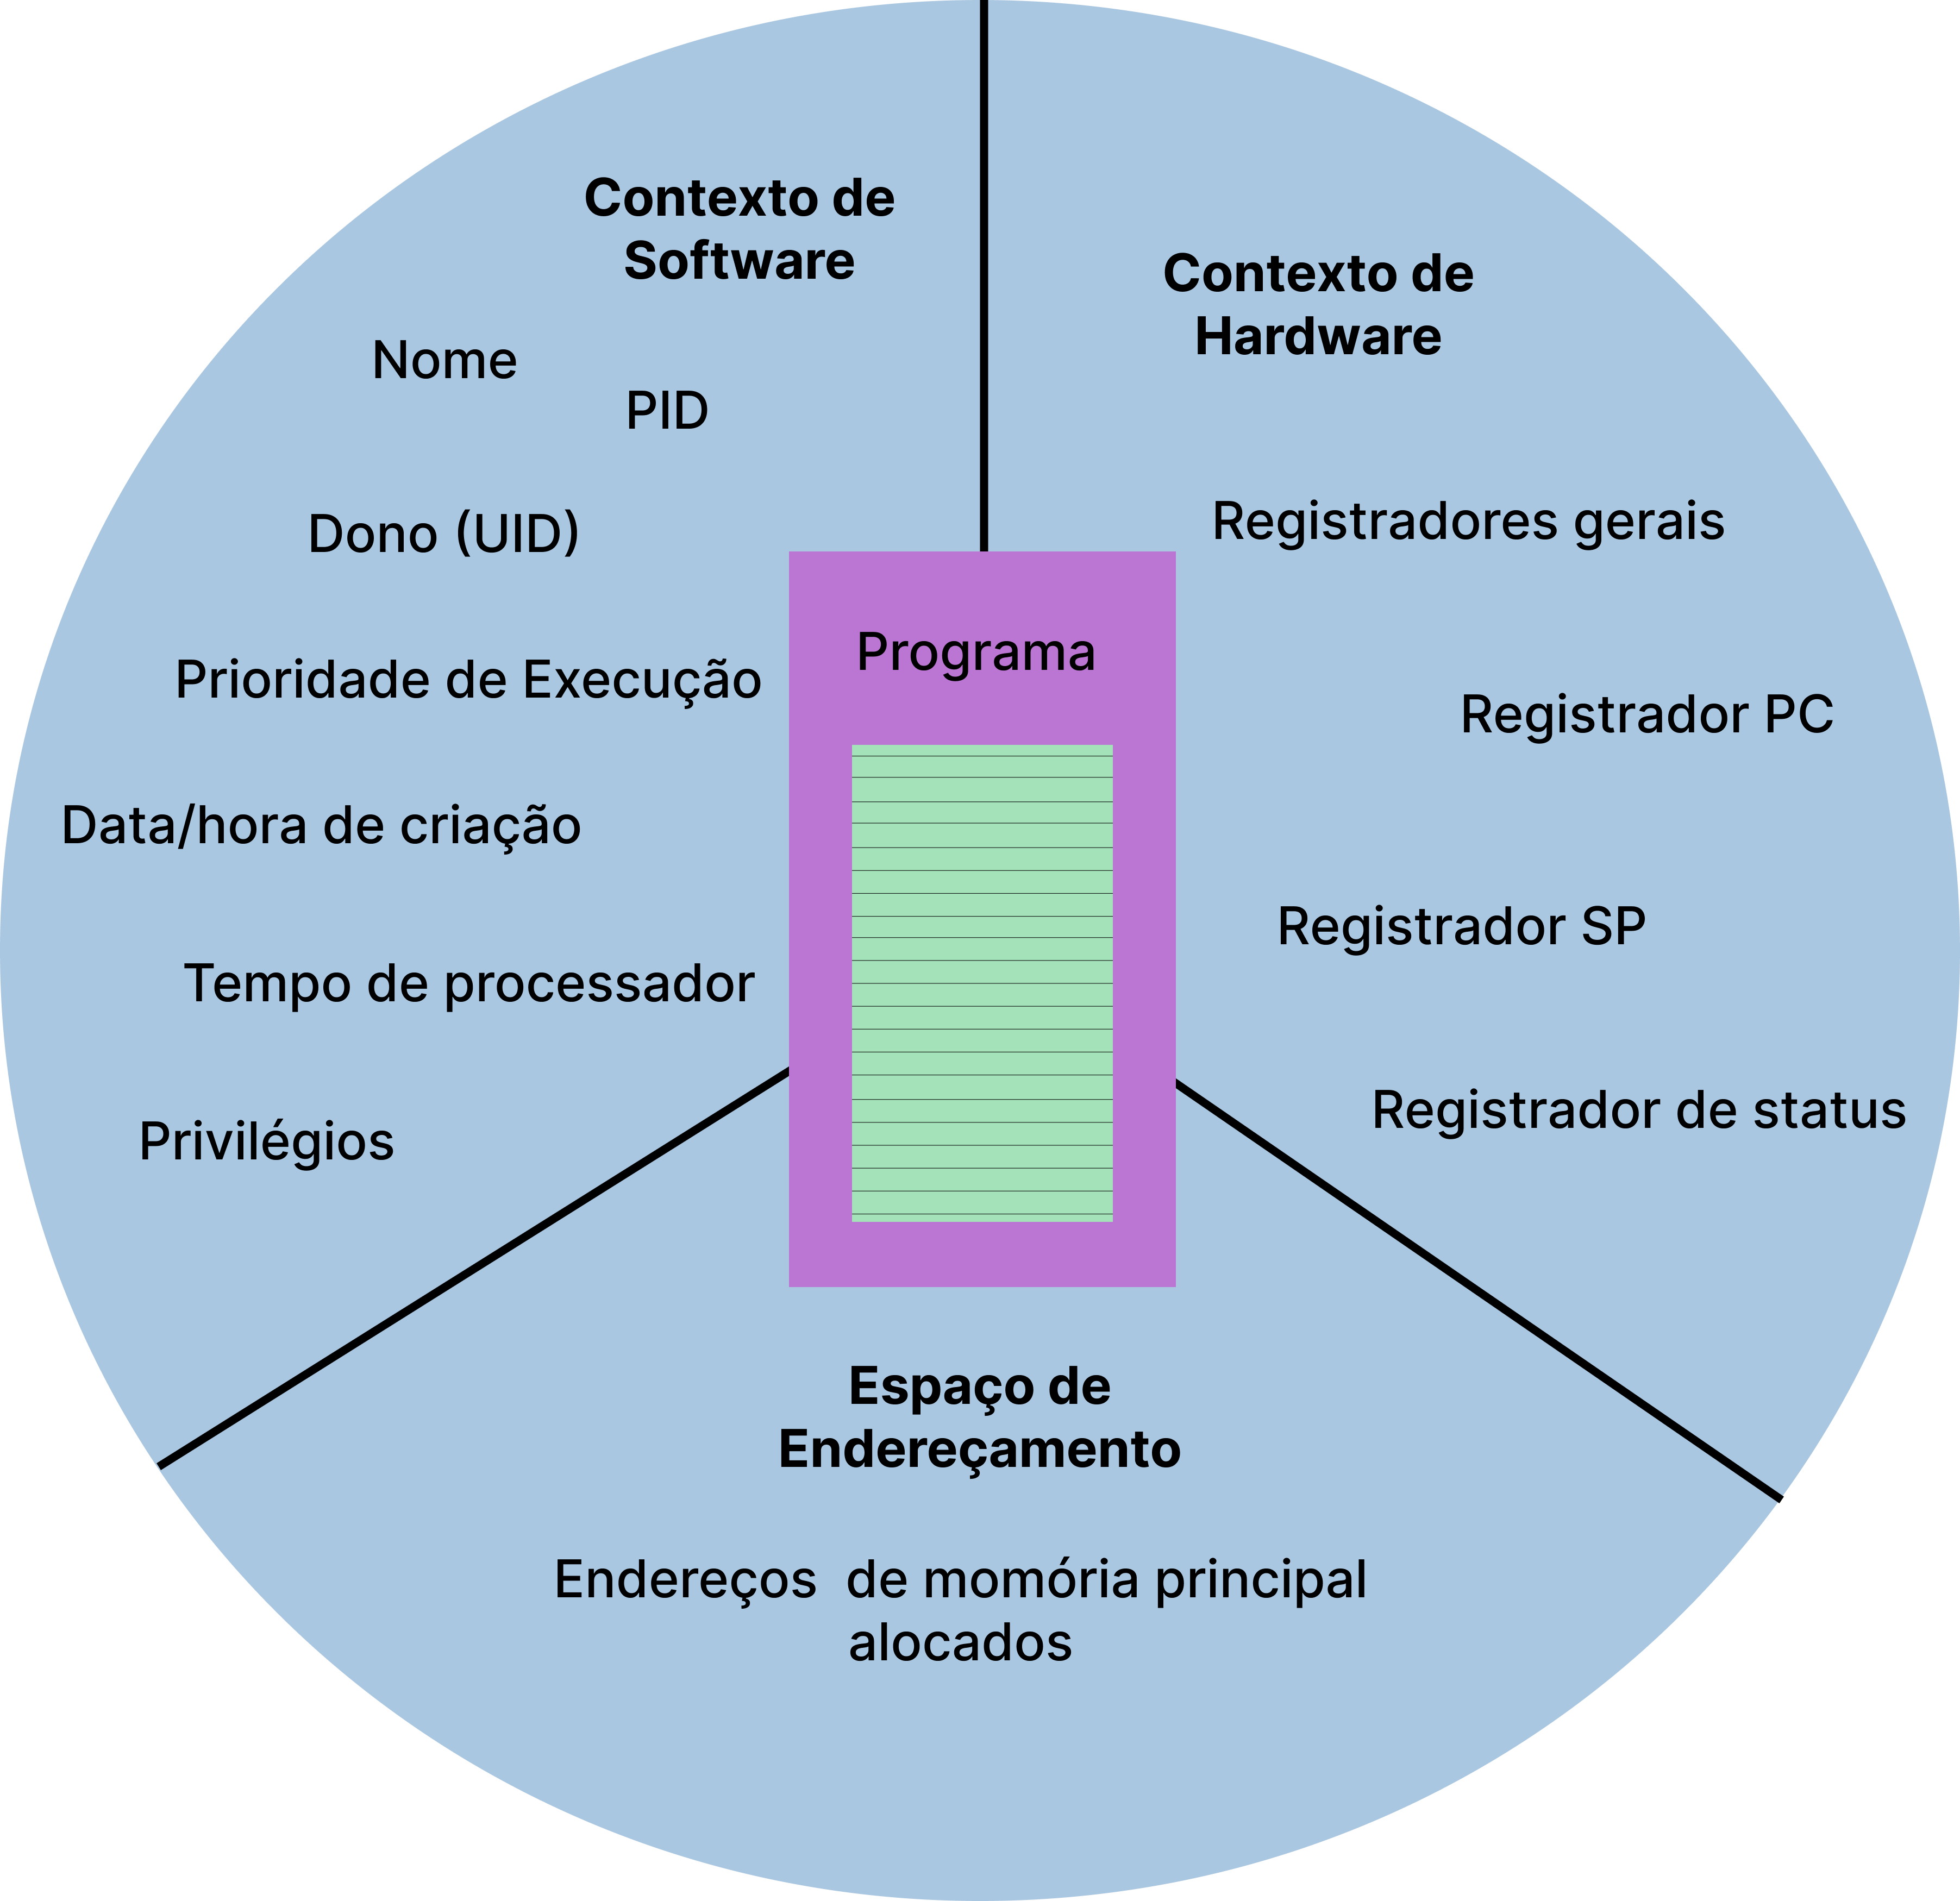 Contexto de
Software
Nome
PID
Dono (UID)
Prioridade de Execução
Data/hora de criação
Tempo de processador
Privilégios
Contexto de
Hardware
Registradores gerais
Registrador PC
Registrador SP
Registrador de status
Programa
Espaço de
Endereçamento
Endereços  de momória principal
alocados